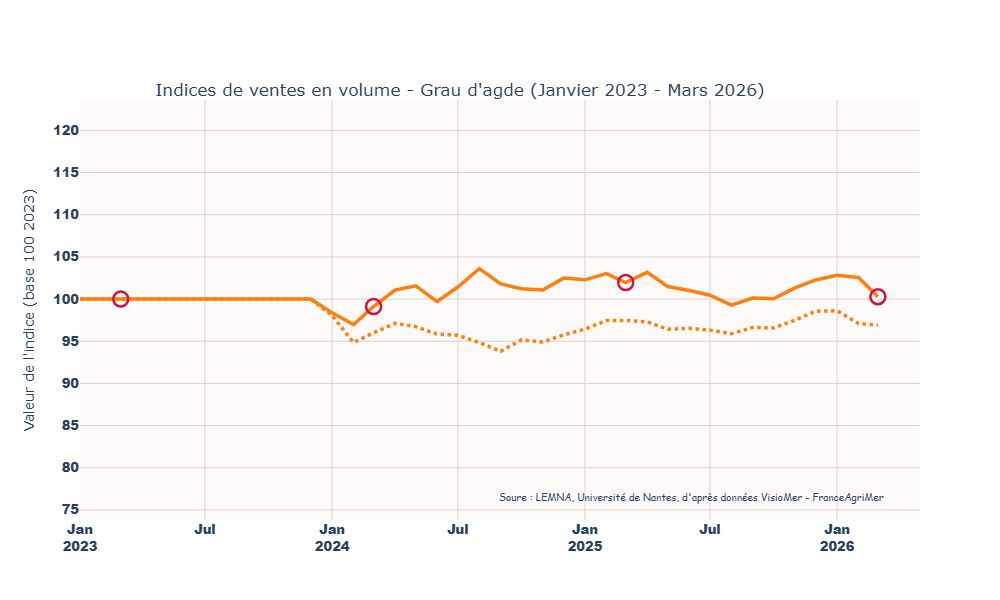 Indices de ventes en volume - Grau d'agde (Janvier 2023 - Mars 2026)
Valeur de l'indice (base 100 2023)
120
115
110
105
100
95
90
85
80
75
Soure : LEMNA, Université de Nantes, d'après données VisioMer - FranceAgriMer
Jan Jul Jan Jul Jan Jul Jan
2023 2024 2025 2026